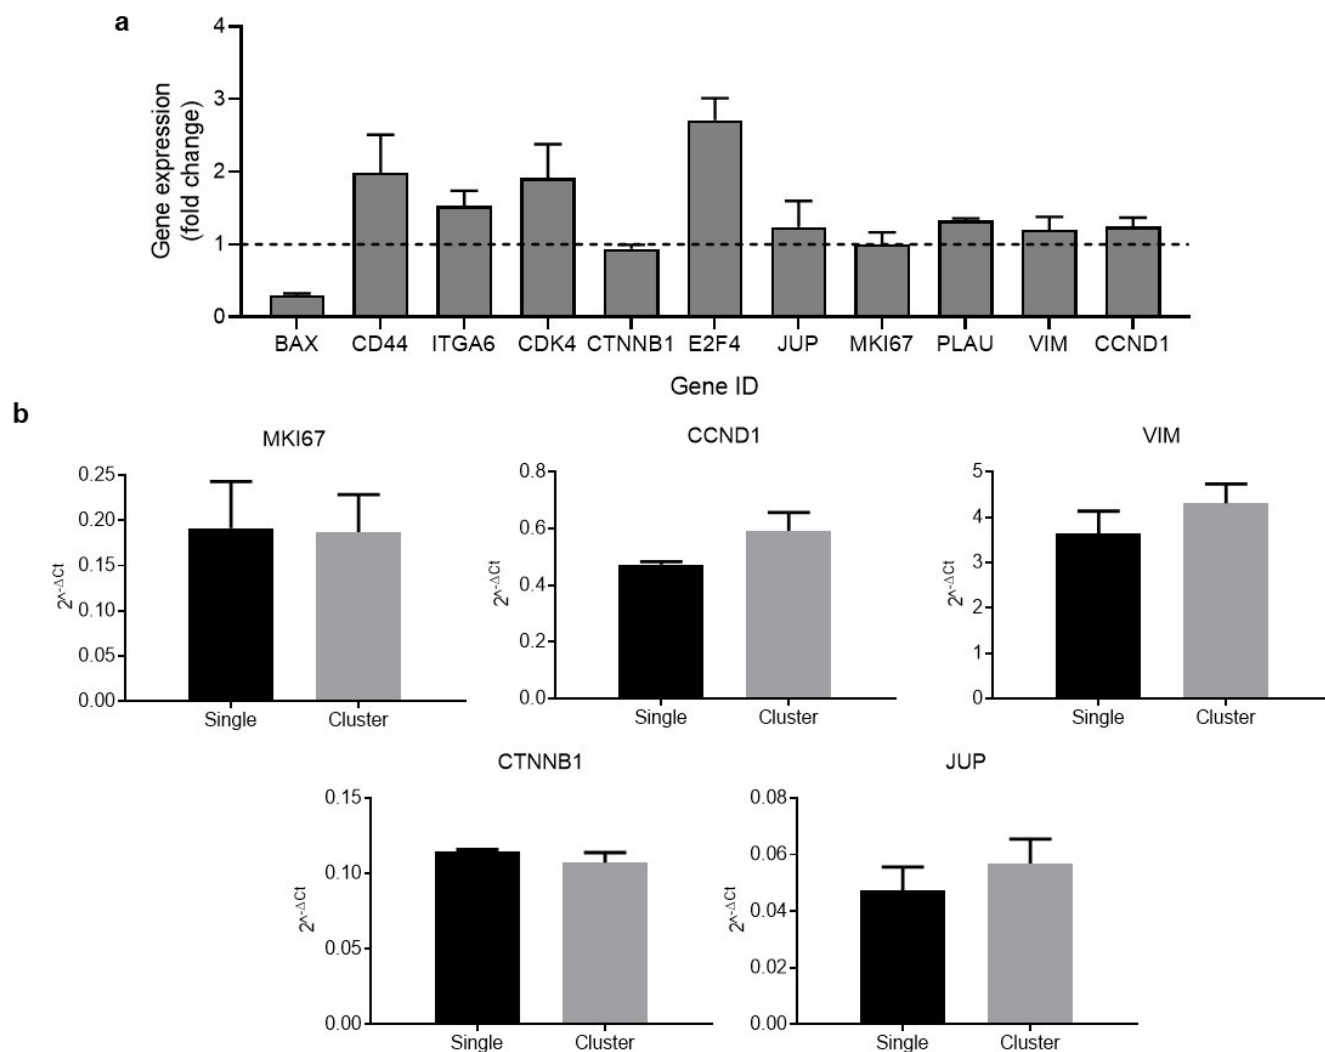 a
Gene expression
(fold change)
4
3
2
1
0
BAX CD44 ITGA6 CDK4 CTNNB1 E2F4 JUP MKI67 PLAU VIM CCND1
Gene ID
b
MKI67
2^-ΔCt
0.25
0.20
0.15
0.10
0.05
0.00
Single Cluster
CCND1
2^-ΔCt
0.8
0.6
0.4
0.2
0.0
Single Cluster
VIM
2^-ΔCt
5
4
3
2
1
0
Single Cluster
CTNNB1
2^-ΔCt
0.15
0.10
0.05
0.00
Single Cluster
JUP
2^-ΔCt
0.08
0.06
0.04
0.02
0.00
Single Cluster